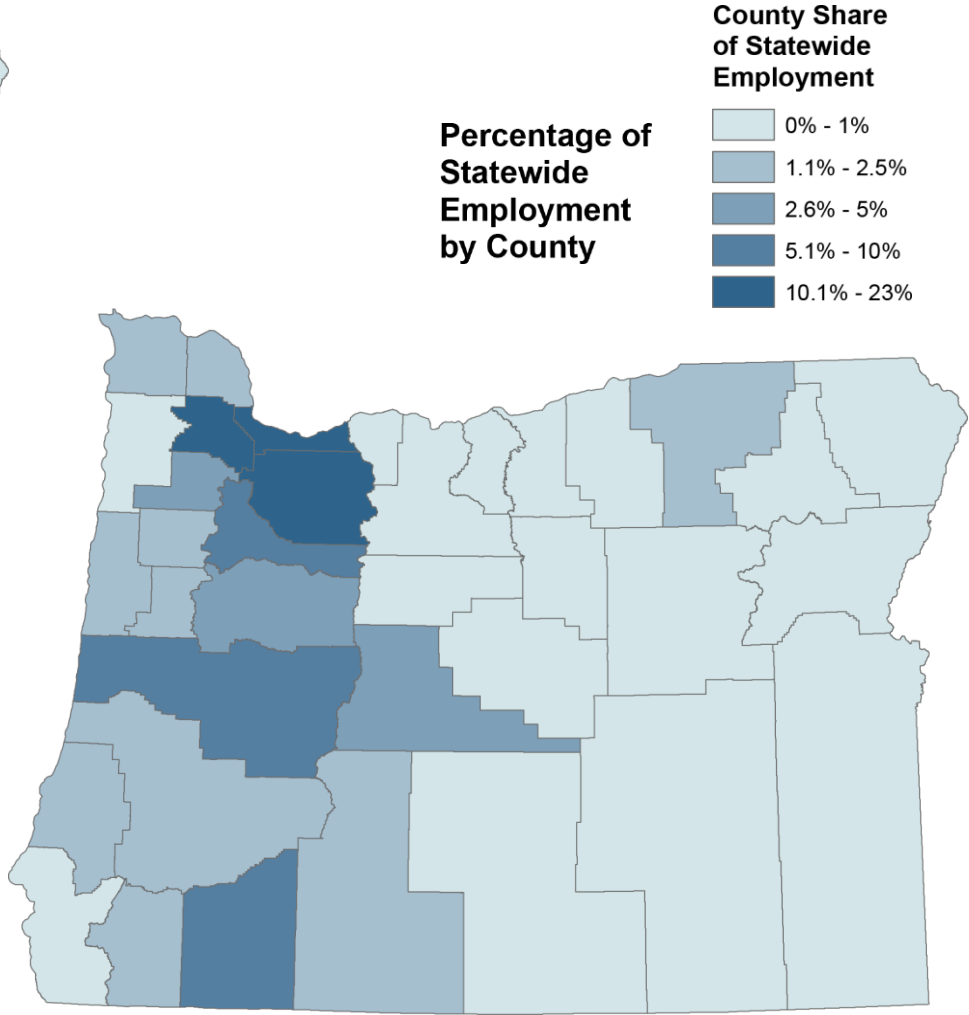 County Share
of Statewide
Employment
0% - 1%
1.1% - 2.5%
2.6% - 5%
5.1% - 10%
10.1% - 23%
Percentage of
Statewide
Employment
by County